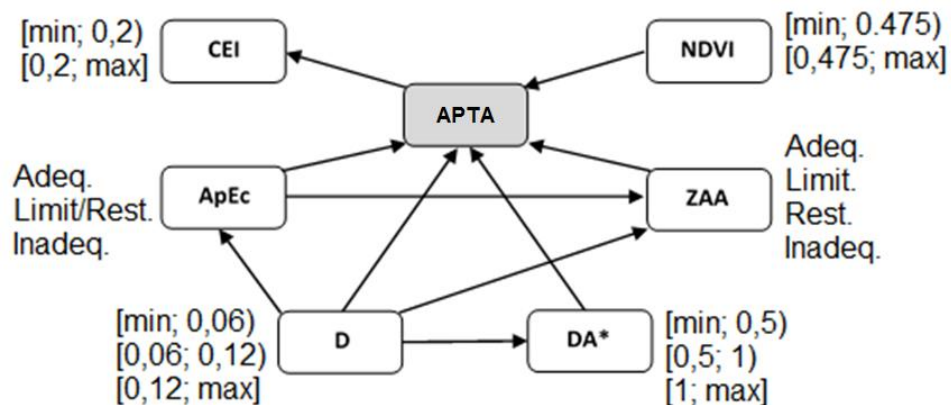 [min; 0,2)
[0,2; max]
CEI
NDVI
[min; 0.475)
[0,475; max]
APTA
Adeq.
Limit/Rest.
Inadeq.
ApEc
ZAA
Adeq.
Limit.
Rest.
Inadeq.
[min; 0,06)
[0,06; 0,12)
[0,12; max]
D
DA*
[min; 0,5)
[0,5; 1)
[1; max]